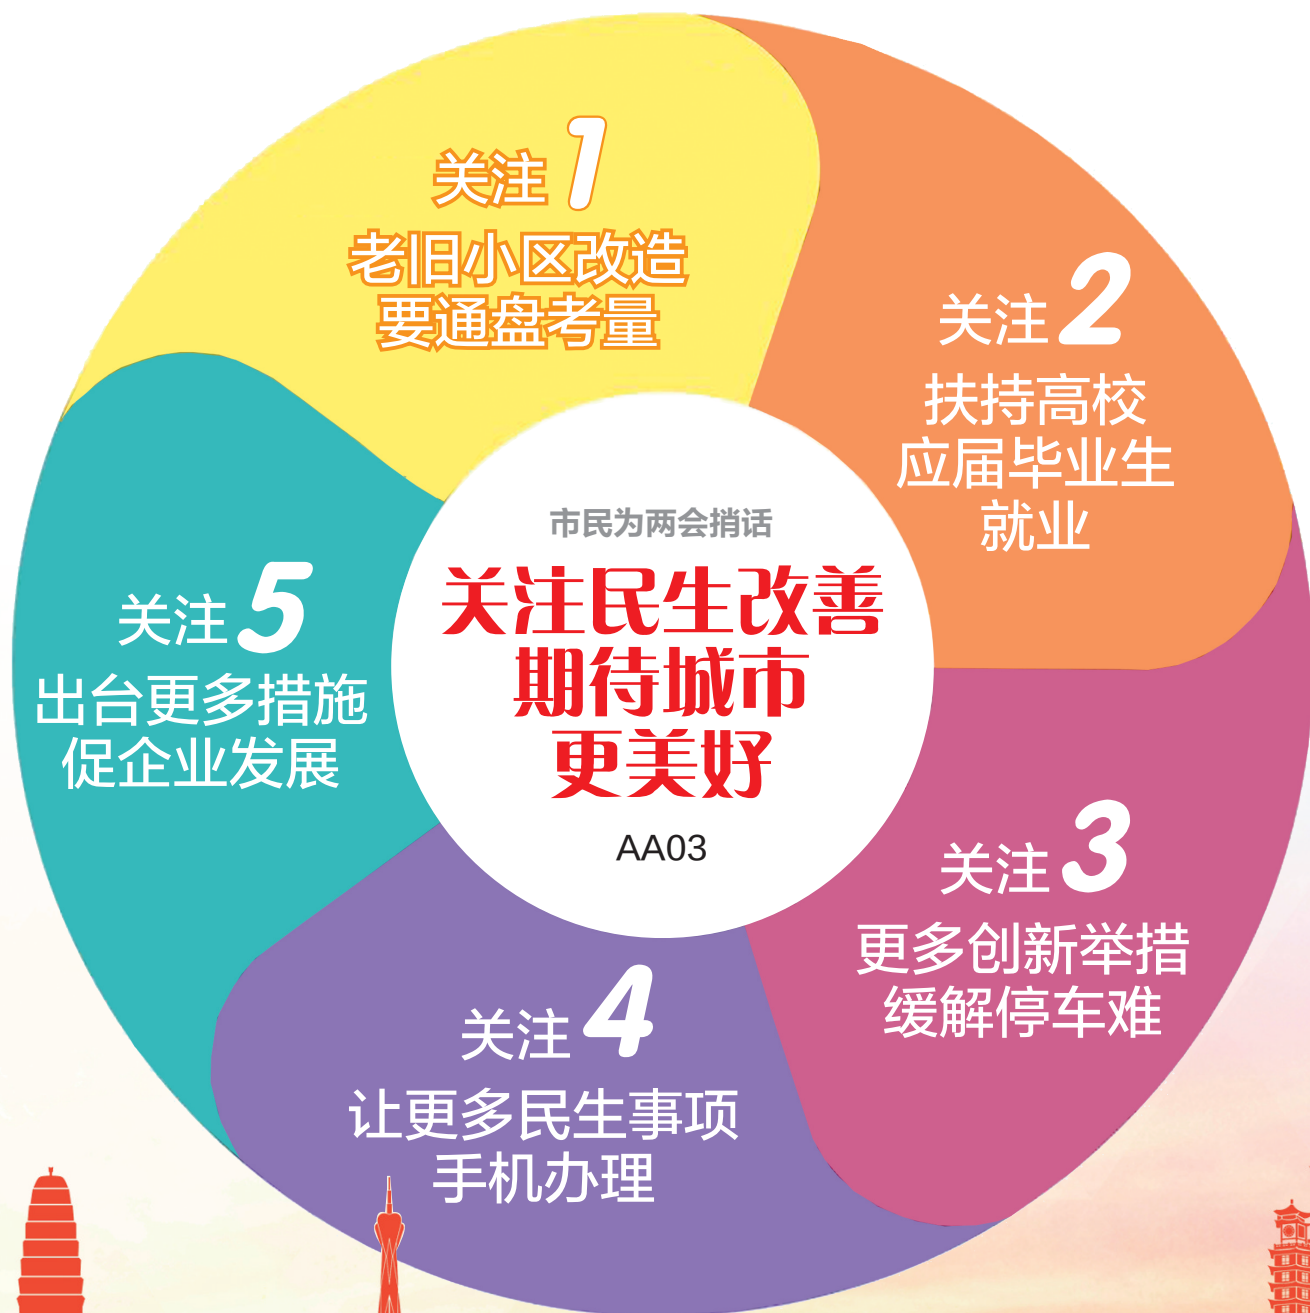 市民为两会捎话
关注民生改善
期待城市
更美好
AA03
关注1
老旧小区改造
要通盘考量
关注2
扶持高校
应届毕业生
就业
关注3
更多创新举措
缓解停车难
关注4
让更多民生事项
手机办理
关注5
出台更多措施
促企业发展